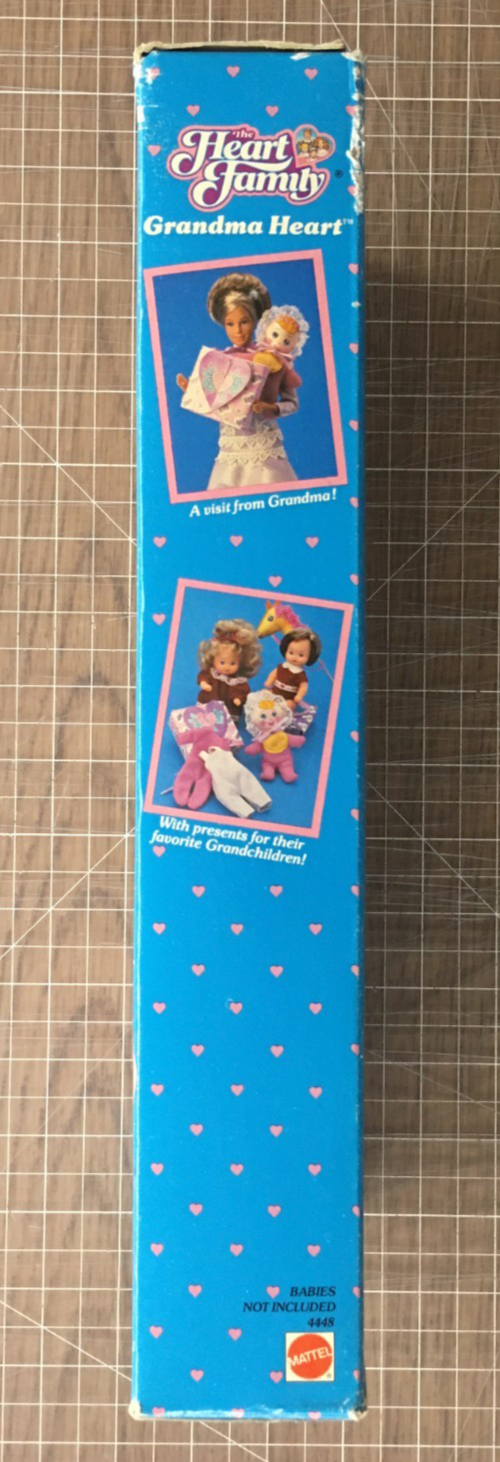 the
Heart
Family®
Grandma Heart™
A visit from Grandma!
With presents for their
favorite Grandchildren!
BABIES
NOT INCLUDED
4448
MATTEL